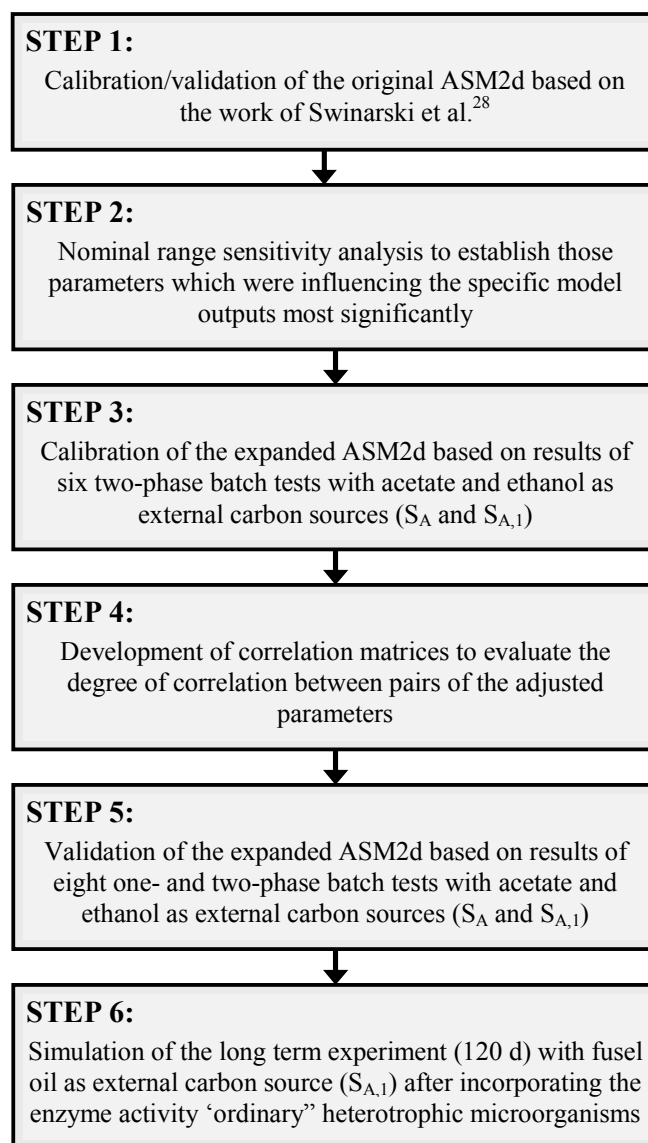 STEP 1:
Calibration/validation of the original ASM2d based on
the work of Swinarski et al.28
STEP 2:
Nominal range sensitivity analysis to establish those
parameters which were influencing the specific model
outputs most significantly
STEP 3:
Calibration of the expanded ASM2d based on results of
six two-phase batch tests with acetate and ethanol as
external carbon sources (SA and SA,1)
STEP 4:
Development of correlation matrices to evaluate the
degree of correlation between pairs of the adjusted
parameters
STEP 5:
Validation of the expanded ASM2d based on results of
eight one- and two-phase batch tests with acetate and
ethanol as external carbon sources (SA and SA,1)
STEP 6:
Simulation of the long term experiment (120 d) with fusel
oil as external carbon source (SA,1) after incorporating the
enzyme activity ‘ordinary” heterotrophic microorganisms